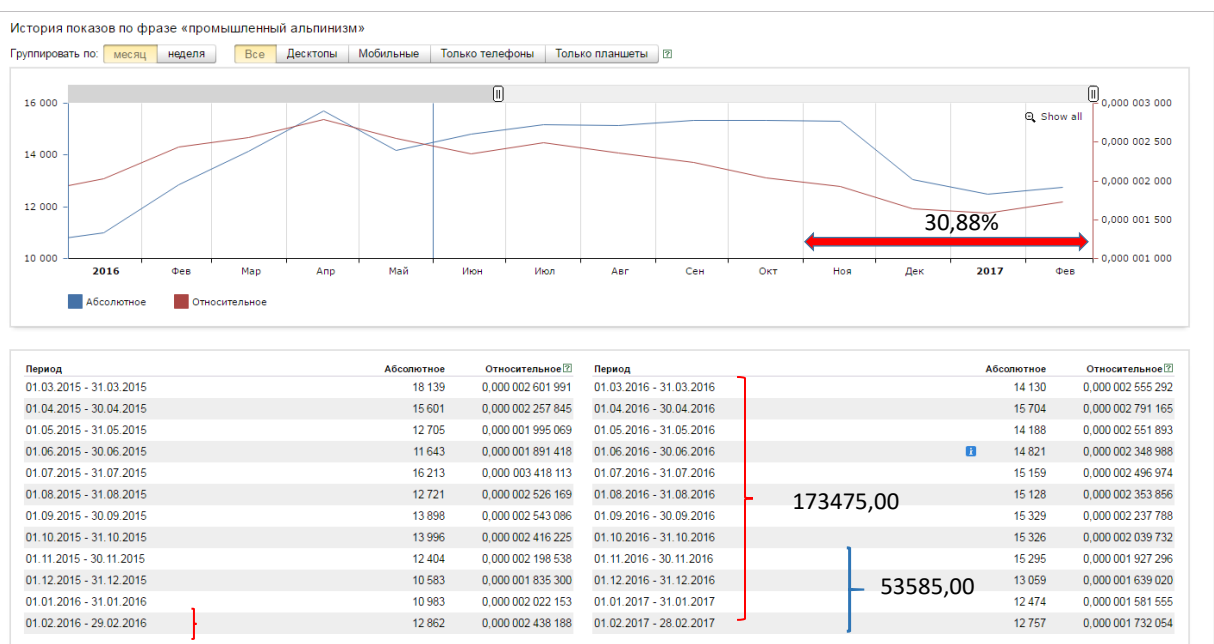 История показов по фразе «промышленный альпинизм»
Группировать по: месяц неделя Все Десктопы Мобильные Только телефоны Только планшеты ?
16 000 0,000 003 000
Show all
14 000 0,000 002 500
0,000 002 000
12 000 0,000 001 500
30,88%
10 000 0,000 001 000
2016 Фев Мар Апр Май Июн Июл Авг Сен Окт Ноя Дек 2017 Фев
Абсолютное Относительное
Период Абсолютное Относительное ? Период Абсолютное Относительное ?
01.03.2015 - 31.03.2015 18 139 0,000 002 601 991 01.03.2016 - 31.03.2016 14 130 0,000 002 555 292
01.04.2015 - 30.04.2015 15 601 0,000 002 257 845 01.04.2016 - 30.04.2016 15 704 0,000 002 791 165
01.05.2015 - 31.05.2015 12 705 0,000 001 995 069 01.05.2016 - 31.05.2016 14 188 0,000 002 551 893
01.06.2015 - 30.06.2015 11 643 0,000 001 891 418 01.06.2016 - 30.06.2016 i 14 821 0,000 002 348 988
01.07.2015 - 31.07.2015 16 213 0,000 003 418 113 01.07.2016 - 31.07.2016 15 159 0,000 002 496 974
01.08.2015 - 31.08.2015 12 721 0,000 002 526 169 01.08.2016 - 31.08.2016 15 128 0,000 002 353 856
173475,00
01.09.2015 - 30.09.2015 13 898 0,000 002 543 086 01.09.2016 - 30.09.2016 15 329 0,000 002 237 788
01.10.2015 - 31.10.2015 13 996 0,000 002 416 225 01.10.2016 - 31.10.2016 15 326 0,000 002 039 732
01.11.2015 - 30.11.2015 12 404 0,000 002 198 538 01.11.2016 - 30.11.2016 15 295 0,000 001 927 296
01.12.2015 - 31.12.2015 10 583 0,000 001 835 300 01.12.2016 - 31.12.2016 13 059 0,000 001 639 020
53585,00
01.01.2016 - 31.01.2016 10 983 0,000 002 022 153 01.01.2017 - 31.01.2017 12 474 0,000 001 581 555
01.02.2016 - 29.02.2016 12 862 0,000 002 438 188 01.02.2017 - 28.02.2017 12 757 0,000 001 732 054